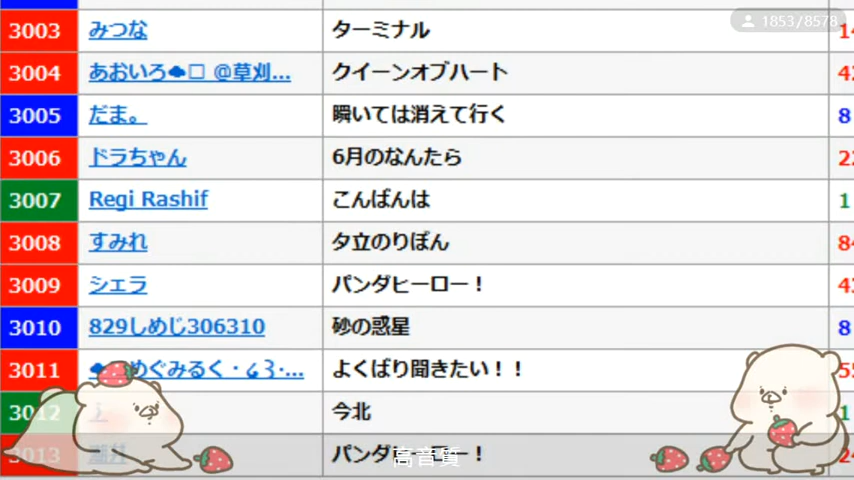 1853/8578
3003 みつな ターミナル
3004 あおいろ♣□ @草刈... クイーンオブハート
3005 だま。 瞬いては消えて行く 8
3006 ドラちゃん 6月のなんたら
3007 Regi Rashif こんばんは 1
3008 すみれ 夕立のりぼん
3009 シェラ パンダヒーロー！
3010 829しめじ306310 砂の惑星 8
3011 めぐみるく・ ... よくばり聞きたい！！
3012 今北 1
3013 パンダ ー！
高音質